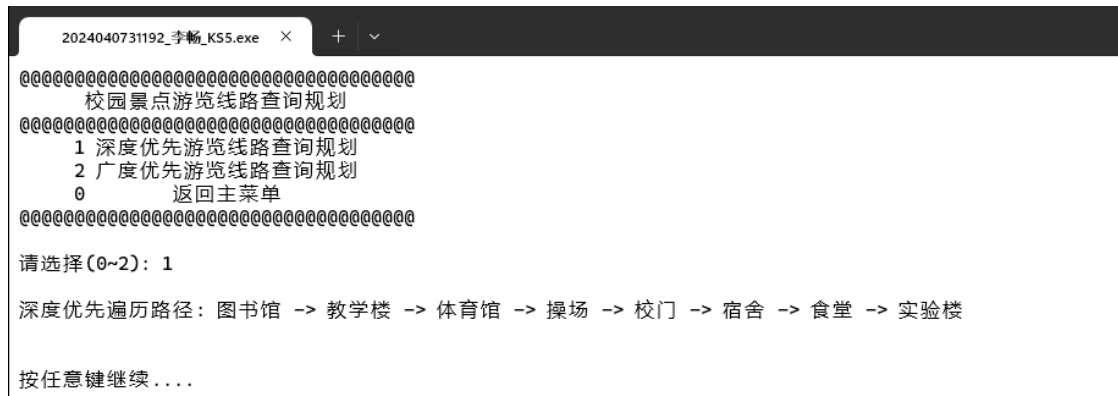 2024040731192_李畅_KS5.exe
@@@@@@@@@@@@@@@@@@@@@@@@@@@@@@@@@@@@
校园景点游览线路查询规划
@@@@@@@@@@@@@@@@@@@@@@@@@@@@@@@@@@@@
1 深度优先游览线路查询规划
2 广度优先游览线路查询规划
0 返回主菜单
@@@@@@@@@@@@@@@@@@@@@@@@@@@@@@@@@@@@
请选择(0~2): 1
深度优先遍历路径: 图书馆 -> 教学楼 -> 体育馆 -> 操场 -> 校门 -> 宿舍 -> 食堂 -> 实验楼
按任意键继续....